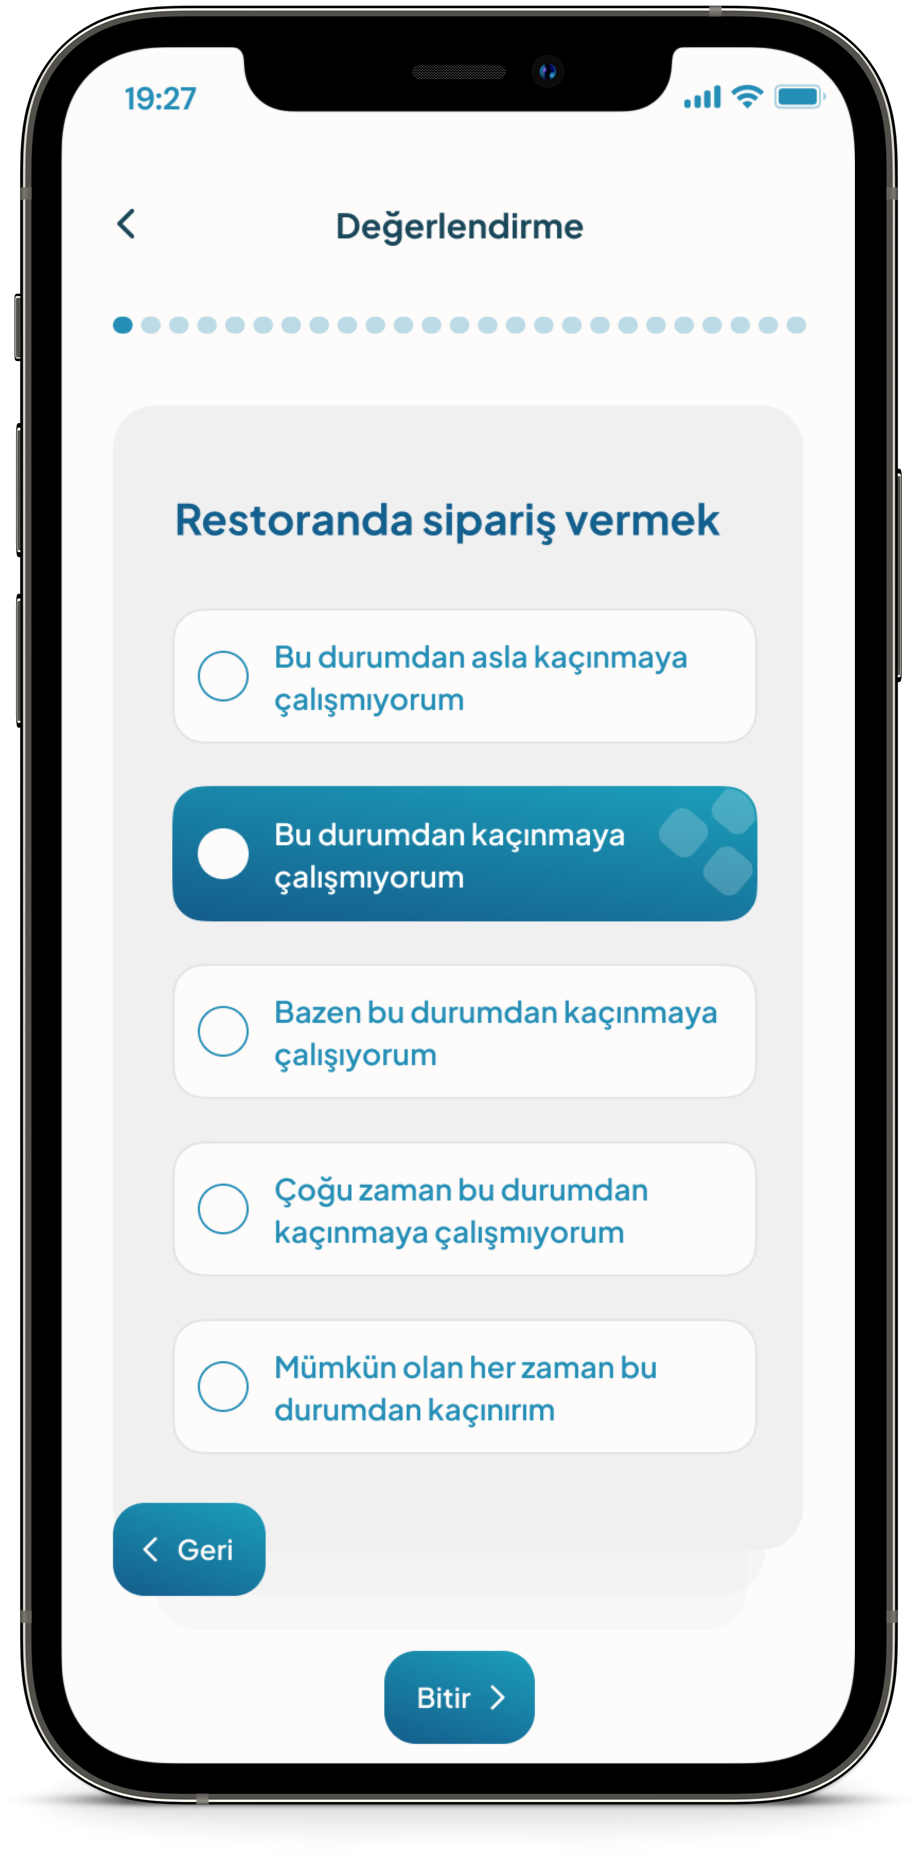 19:27
Değerlendirme
Restoranda sipariş vermek
Bu durumdan asla kaçınmaya
çalışmıyorum
Bu durumdan kaçınmaya
çalışmıyorum
Bazen bu durumdan kaçınmaya
çalışıyorum
Çoğu zaman bu durumdan
kaçınmaya çalışmıyorum
Mümkün olan her zaman bu
durumdan kaçınırım
Geri
Bitir